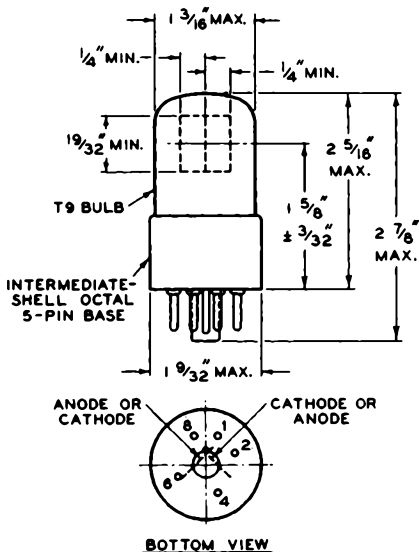 1 3/16" MAX.
1/4" MIN.
1/4" MIN.
19/32" MIN.
2 5/16"
MAX.
T9 BULB
1 5/8"
± 3/32"
2 7/8"
MAX.
INTERMEDIATE-
SHELL OCTAL
5-PIN BASE
1 9/32" MAX.
ANODE OR
CATHODE
CATHODE OR
ANODE
8
1
2
6
4
BOTTOM VIEW